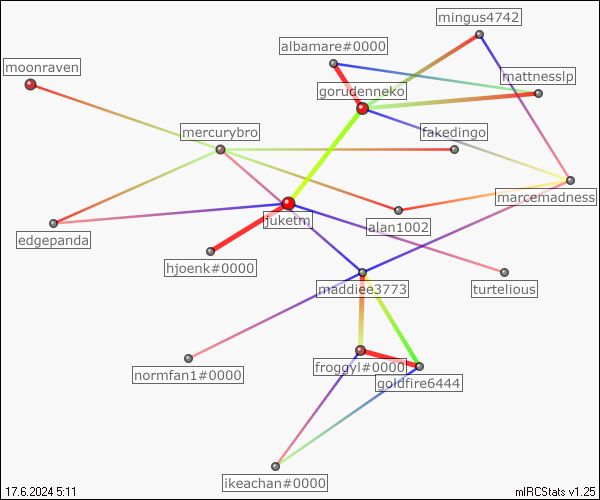 mingus4742
albamare#0000
moonraven
mattnesslp
gorudenneko
mercurybro
fakedingo
marcemadness
juketm
alan1002
edgepanda
hjoenk#0000
maddiee3773
turtelious
froggyl#0000
normfan1#0000
goldfire6444
ikeachan#0000
17.6.2024 5:11
mIRCStats v1.25